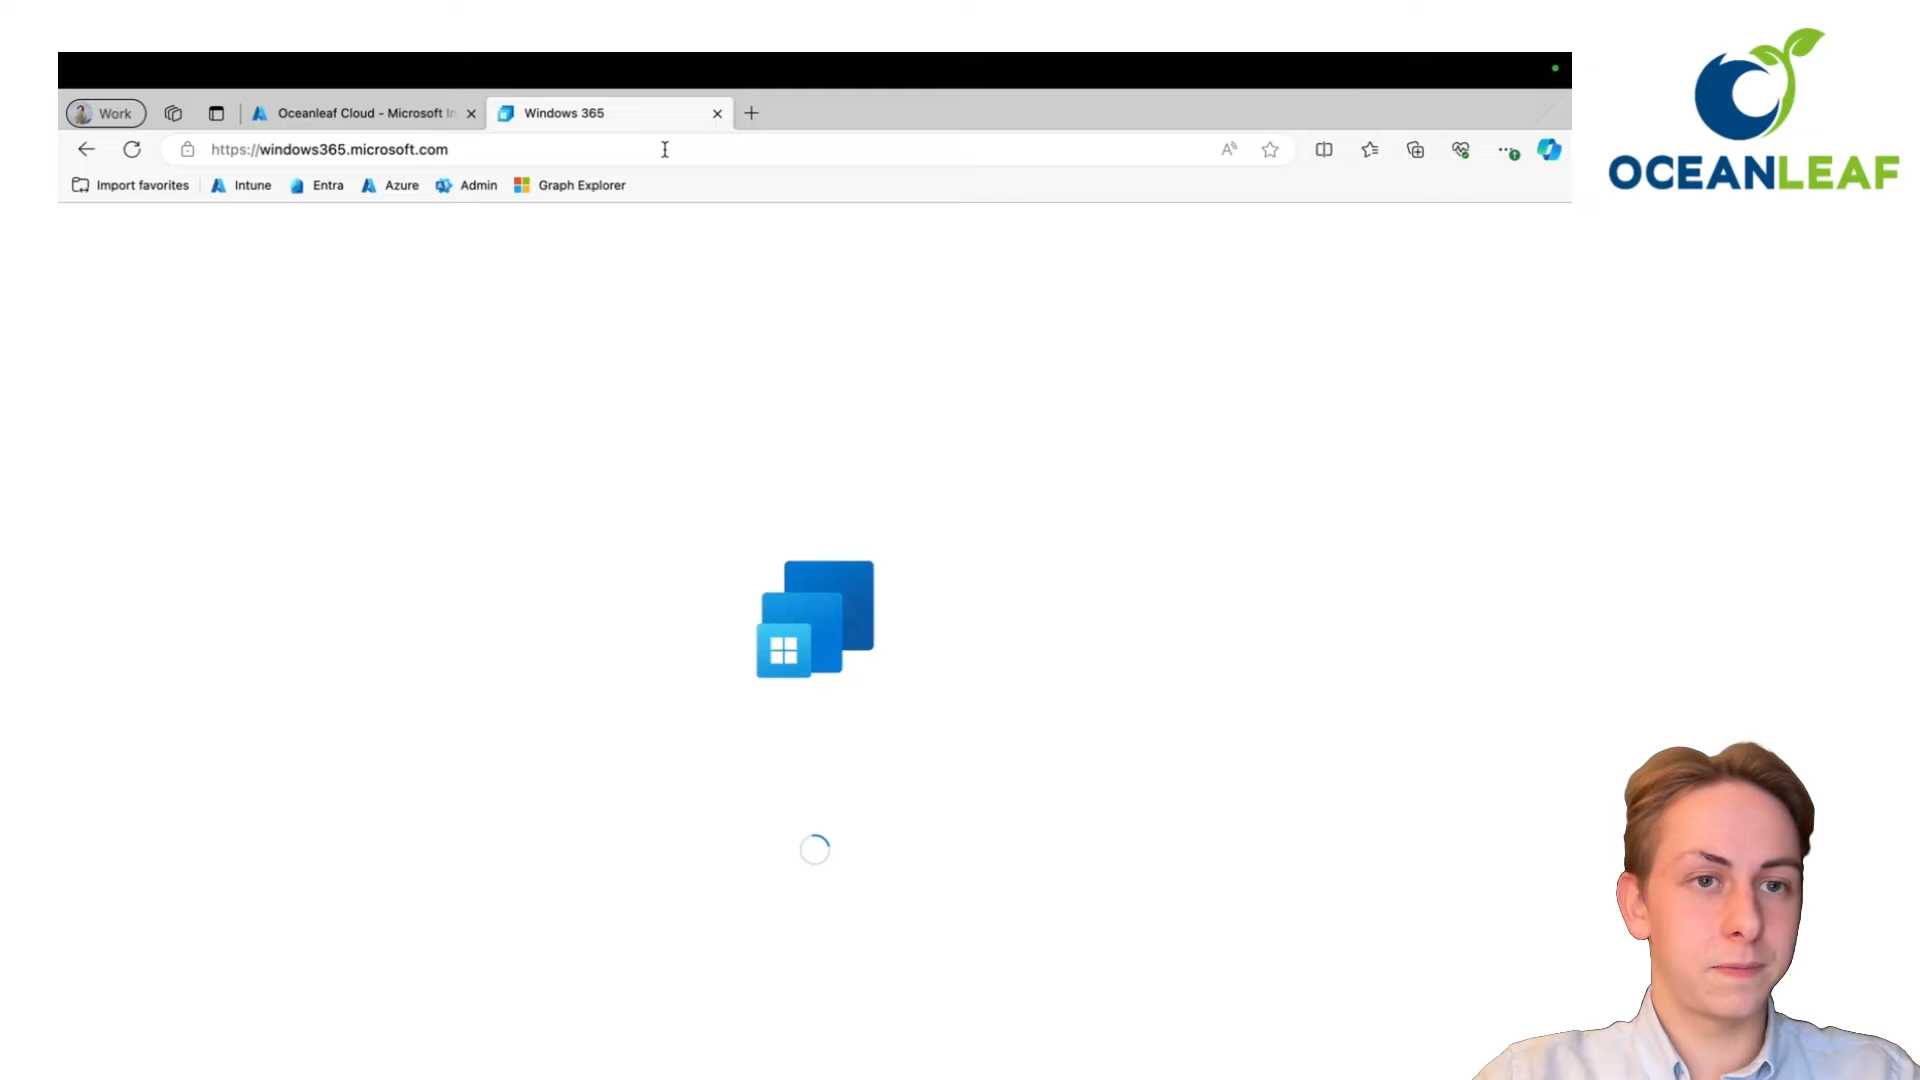 Work
Oceanleaf Cloud - Microsoft In
Windows 365
https://windows365.microsoft.com
Import favorites
Intune
Entra
Azure
Admin
Graph Explorer
OCEANLEAF